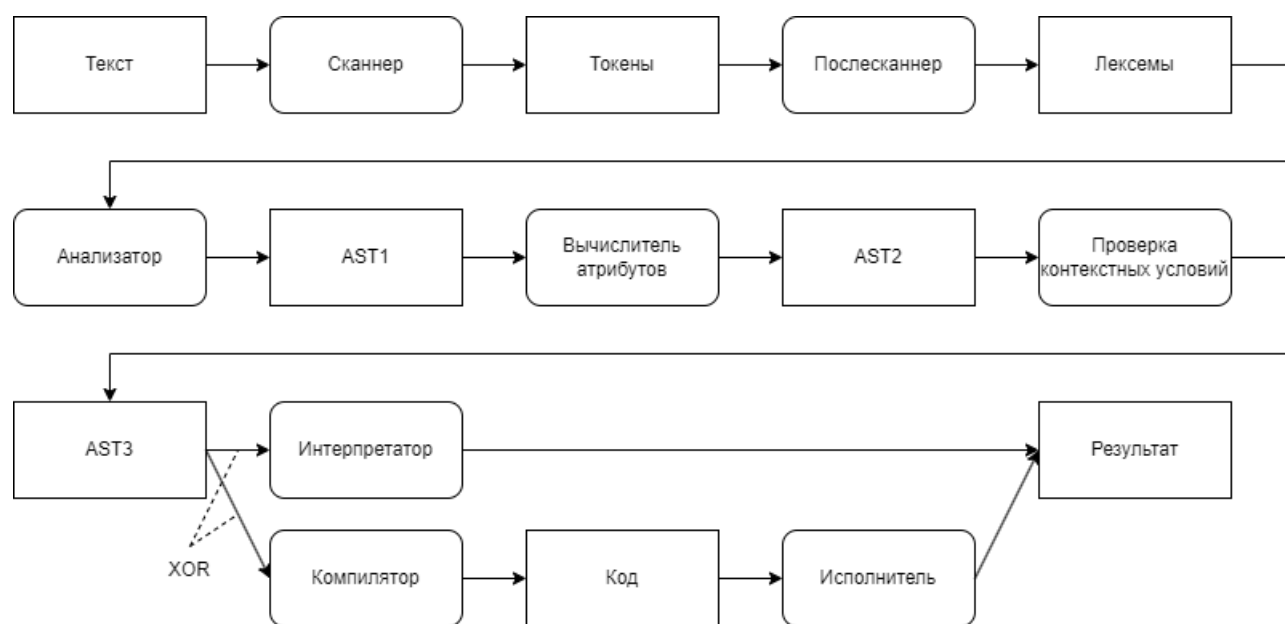 Текст
Сканнер
Токены
Послесканнер
Лексемы
Анализатор
AST1
Вычислитель
атрибутов
AST2
Проверка
контекстных условий
AST3
Интерпретатор
Результат
XOR
Компилятор
Код
Исполнитель